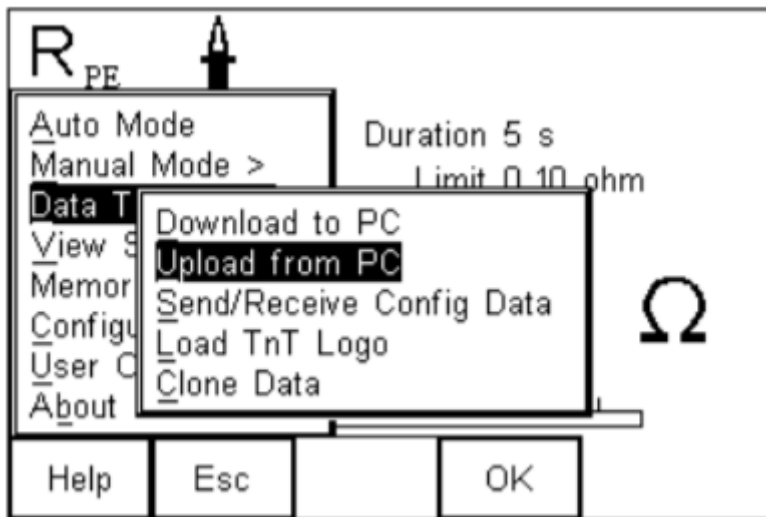 R PE
Auto Mode
Manual Mode >
Data T
View S
Memor
Configu
User C
About
Duration 5 s
Limit 0.10 ohm
Download to PC
Upload from PC
Send/Receive Config Data
Load TnT Logo
Clone Data
Ω
Help
Esc
OK